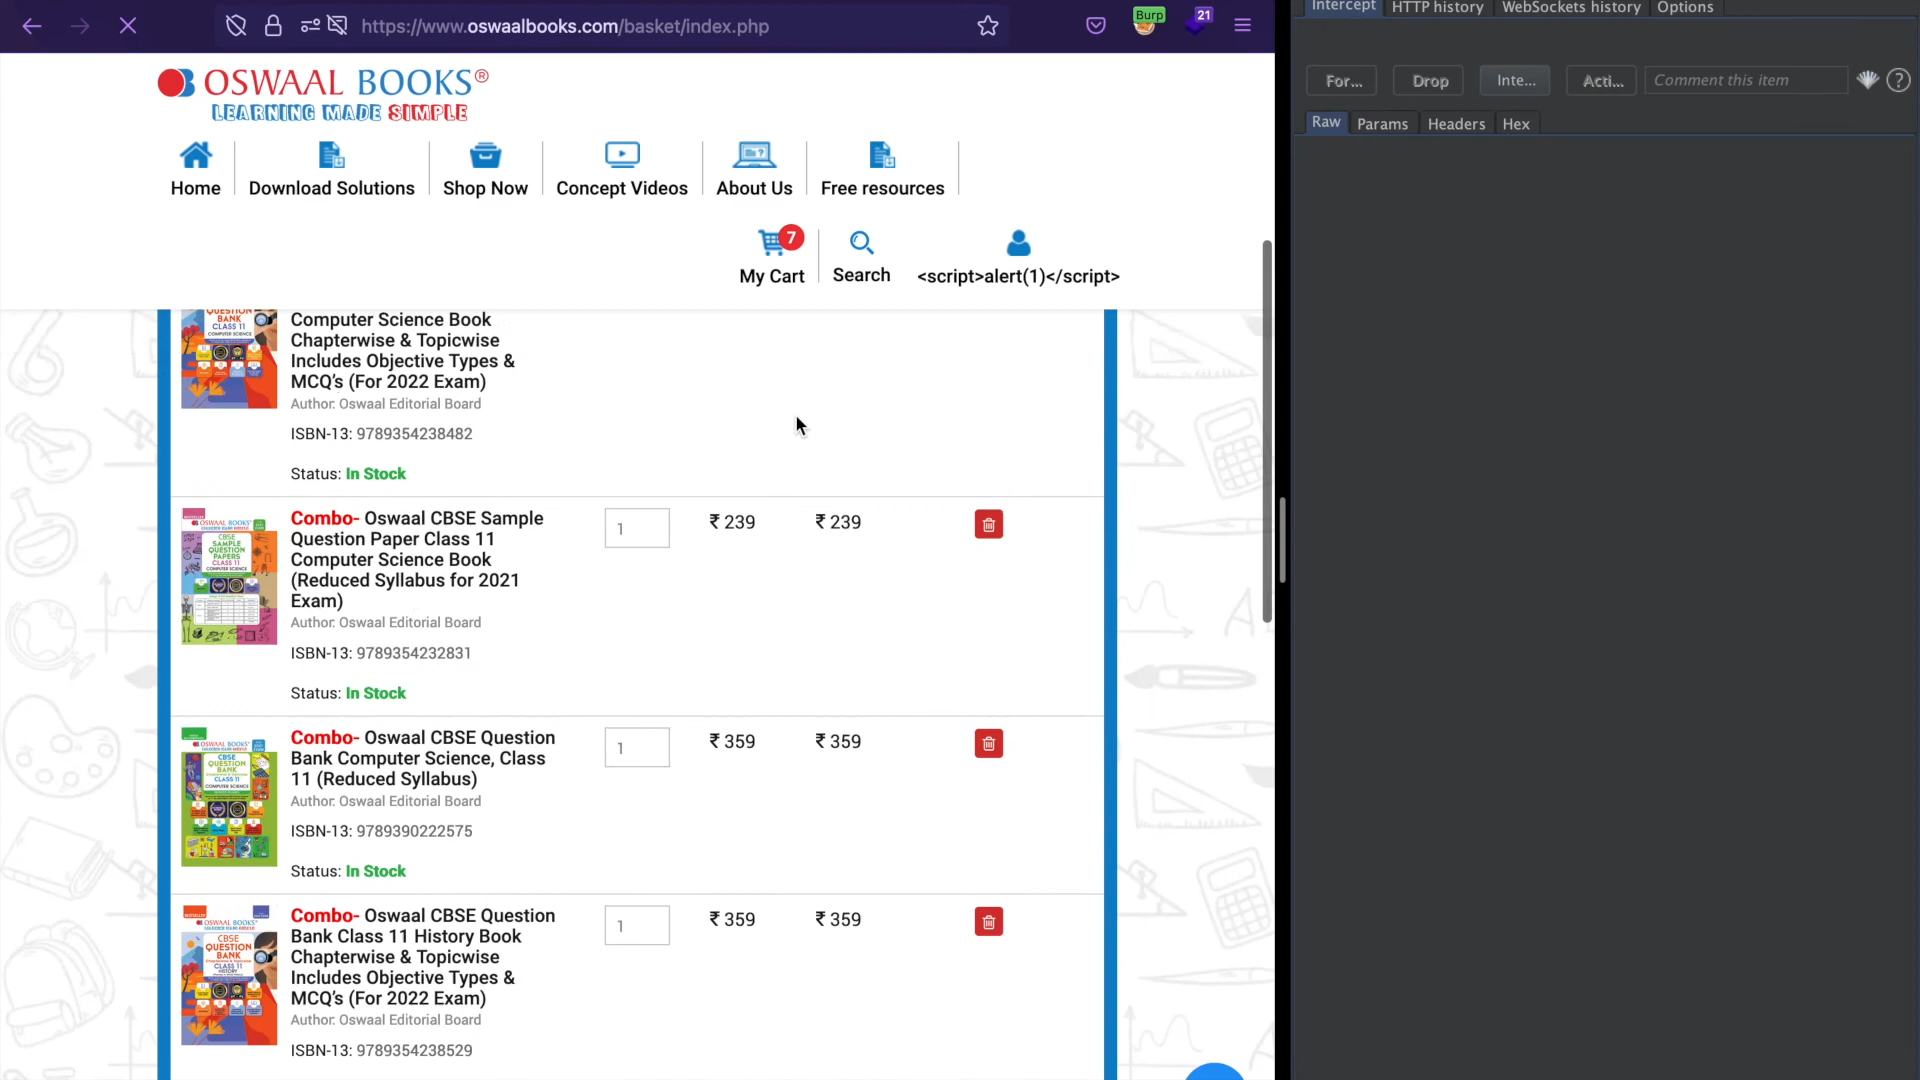 https://www.oswaalbooks.com/basket/index.php
Burp
21
OSWAAL BOOKS®
LEARNING MADE SIMPLE
Home
Download Solutions
Shop Now
Concept Videos
About Us
Free resources
7
My Cart
Search
<script>alert(1)</script>
Computer Science Book
Chapterwise & Topicwise
Includes Objective Types &
MCQ’s (For 2022 Exam)
Author: Oswaal Editorial Board
ISBN-13: 9789354238482
Status: In Stock
Combo- Oswaal CBSE Sample
Question Paper Class 11
Computer Science Book
(Reduced Syllabus for 2021
Exam)
Author: Oswaal Editorial Board
ISBN-13: 9789354232831
Status: In Stock
1
₹ 239
₹ 239
Combo- Oswaal CBSE Question
Bank Computer Science, Class
11 (Reduced Syllabus)
Author: Oswaal Editorial Board
ISBN-13: 9789390222575
Status: In Stock
1
₹ 359
₹ 359
Combo- Oswaal CBSE Question
Bank Class 11 History Book
Chapterwise & Topicwise
Includes Objective Types &
MCQ’s (For 2022 Exam)
Author: Oswaal Editorial Board
ISBN-13: 9789354238529
1
₹ 359
₹ 359
Intercept
HTTP history
WebSockets history
Options
For...
Drop
Inte...
Acti...
Comment this item
?
Raw
Params
Headers
Hex